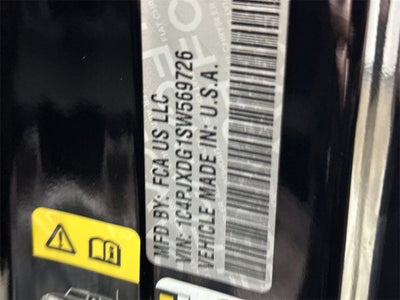 MFD BY: FCA US LLC
VIN: 1C4PJXDG1SW569726
VEHICLE MADE IN: U.S.A.